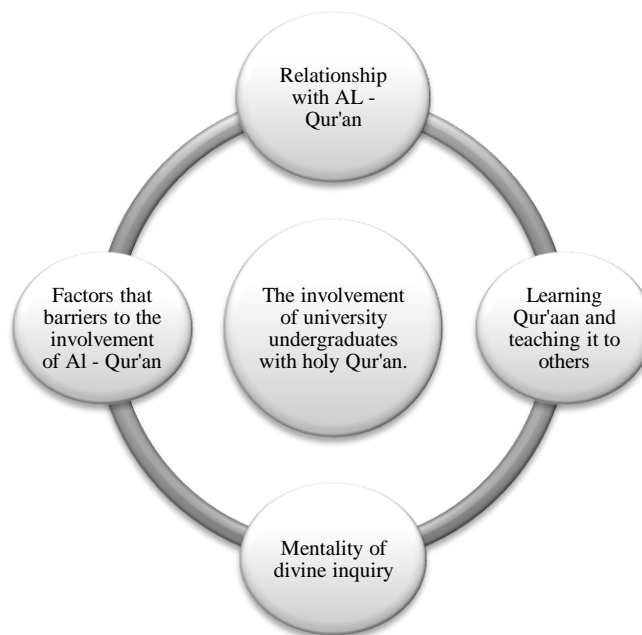 Relationship
with AL -
Qur'an
Factors that
barriers to the
involvement
of Al - Qur'an
The involvement
of university
undergraduates
with holy Qur'an.
Learning
Qur'aan and
teaching it to
others
Mentality of
divine inquiry